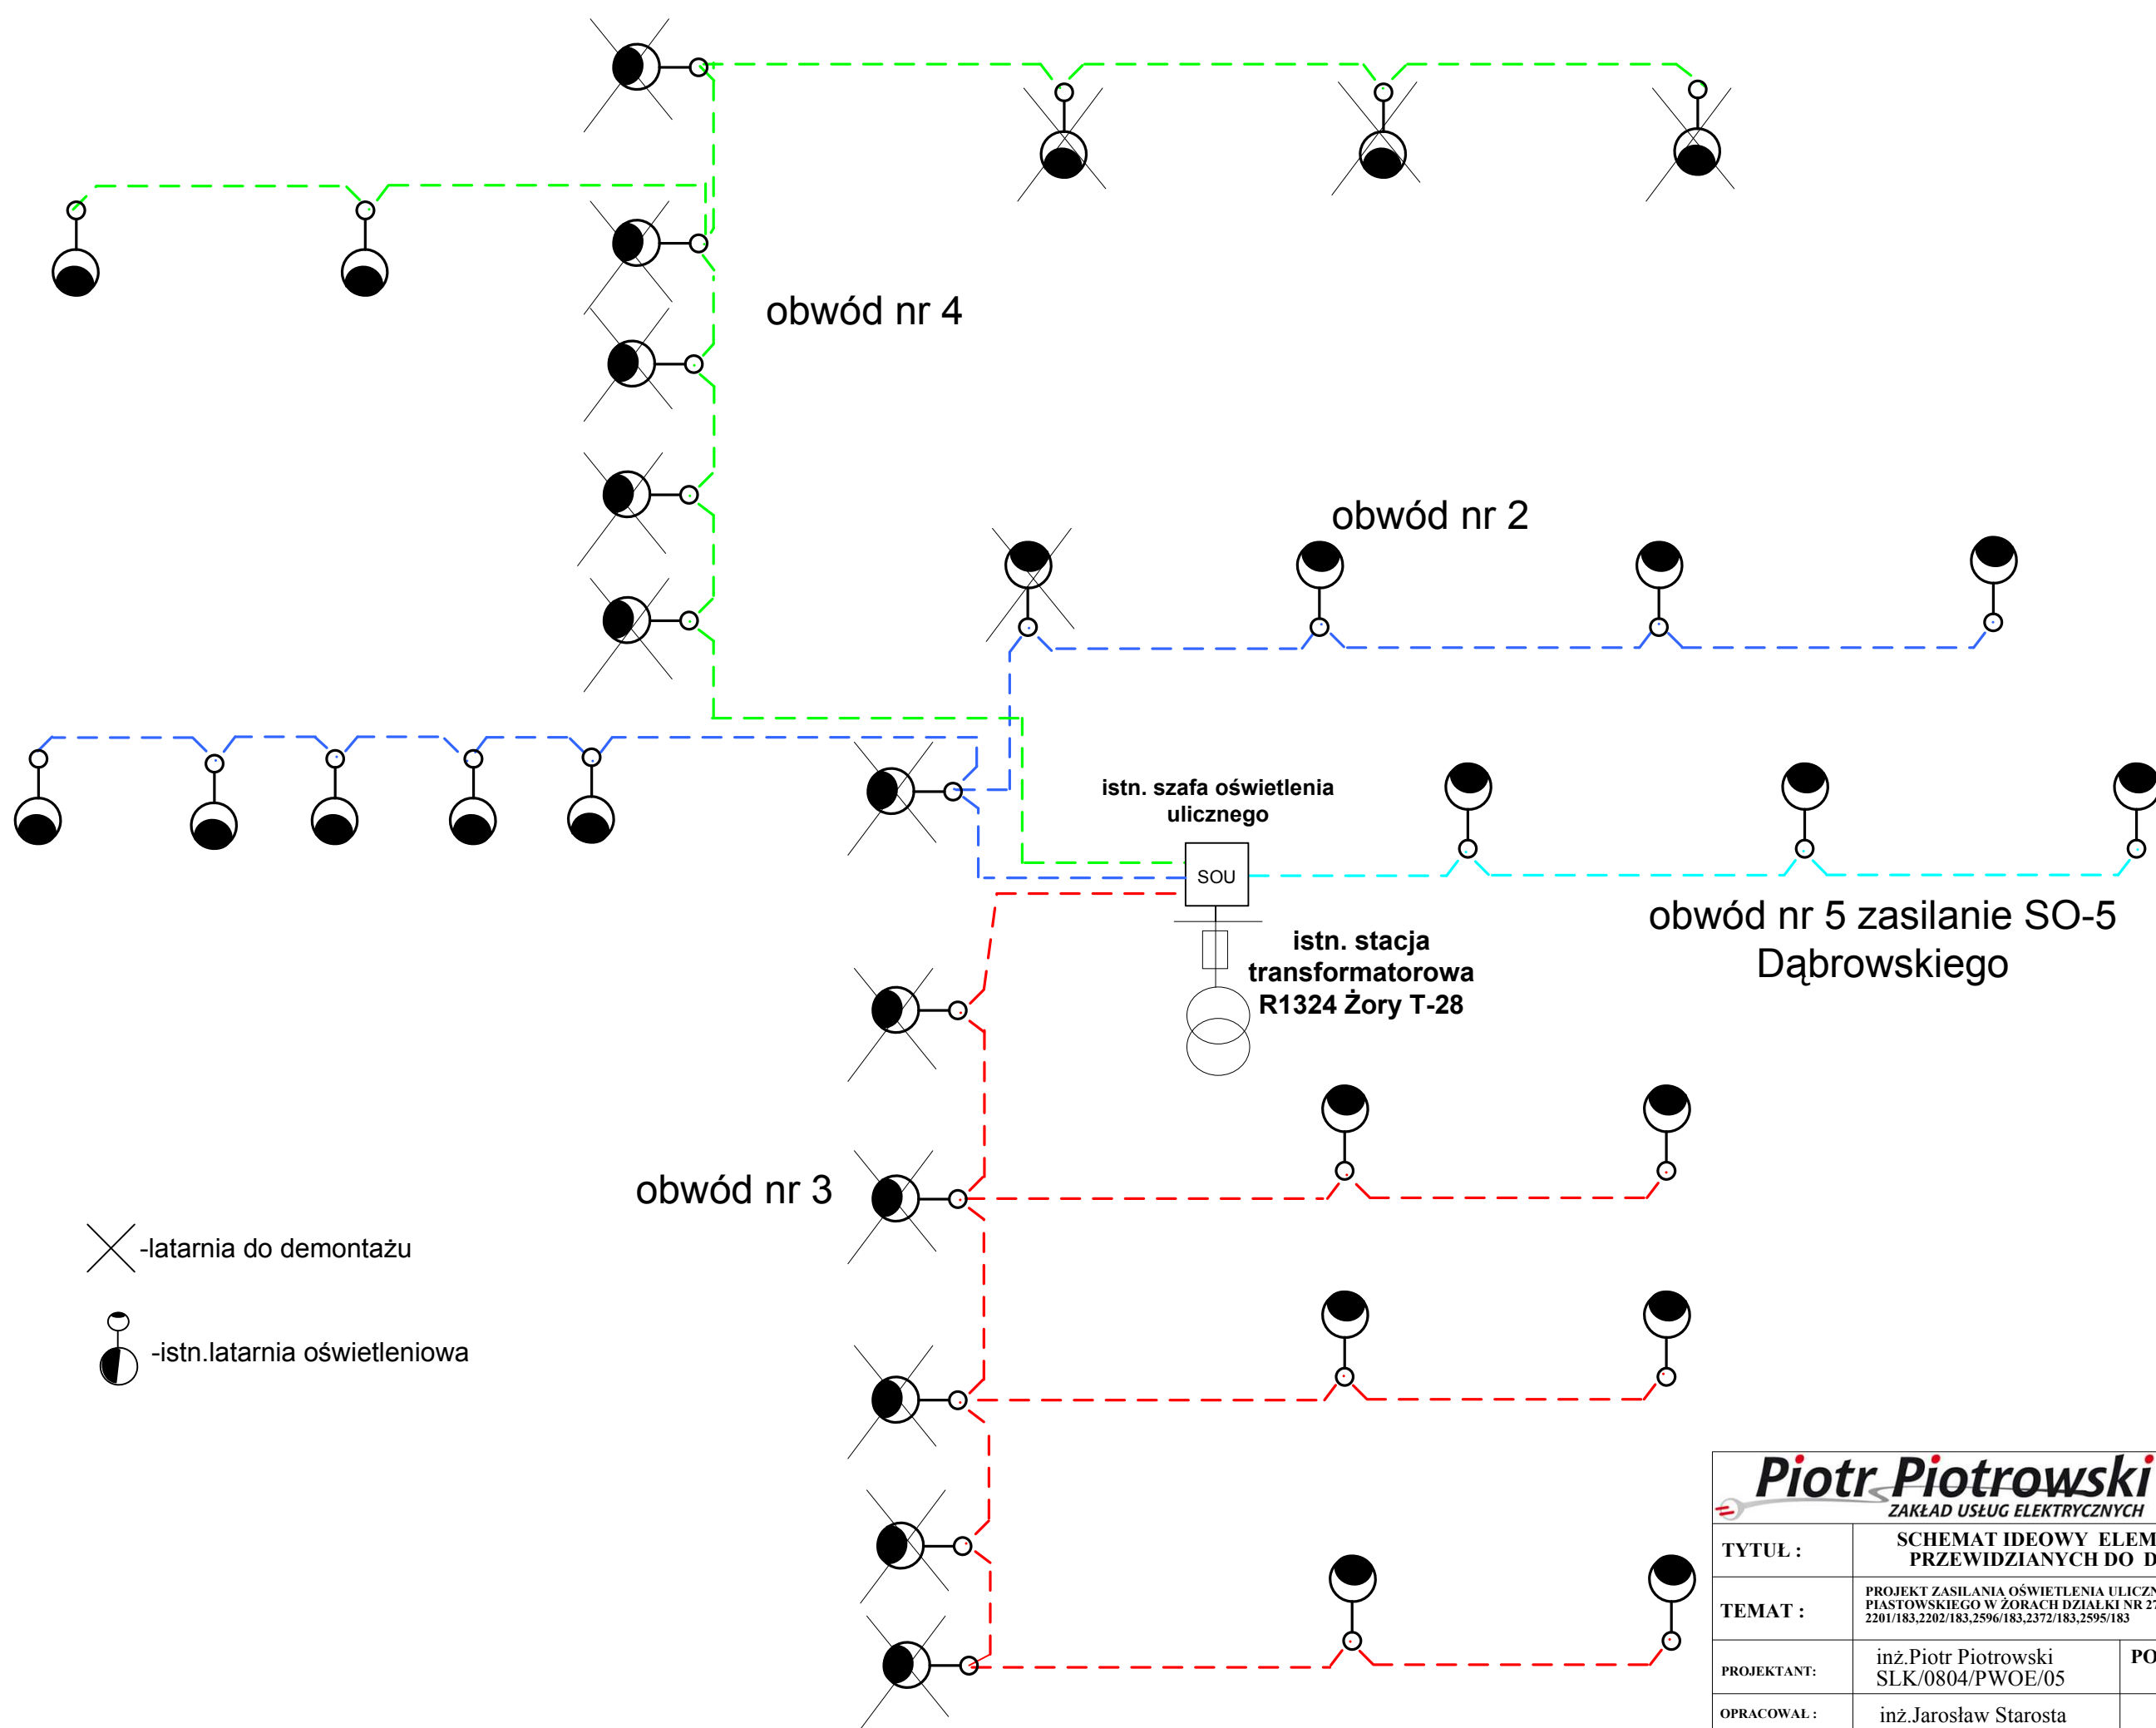 obwód nr 4
obwód nr 2
istn. szafa oświetlenia
ulicznego
SOU
obwód nr 5 zasilanie SO-5
Dąbrowskiego
istn. stacja
transformatorowa
R1324 Żory T-28
obwód nr 3
-latarnia do demontażu
-istn.latarnia oświetleniowa
Piotr Piotrowski
ZAKŁAD USŁUG ELEKTRYCZNYCH
TYTUŁ :
SCHEMAT IDEOWY ELEM
PRZEWIDZIANYCH DO D
TEMAT :
PROJEKT ZASILANIA OŚWIETLENIA ULICZN
PIASTOWSKIEGO W ŻORACH DZIAŁKI NR 27
2201/183,2202/183,2596/183,2372/183,2595/183
PROJEKTANT:
inż.Piotr Piotrowski
SLK/0804/PWOE/05
PO
OPRACOWAŁ :
inż.Jarosław Starosta